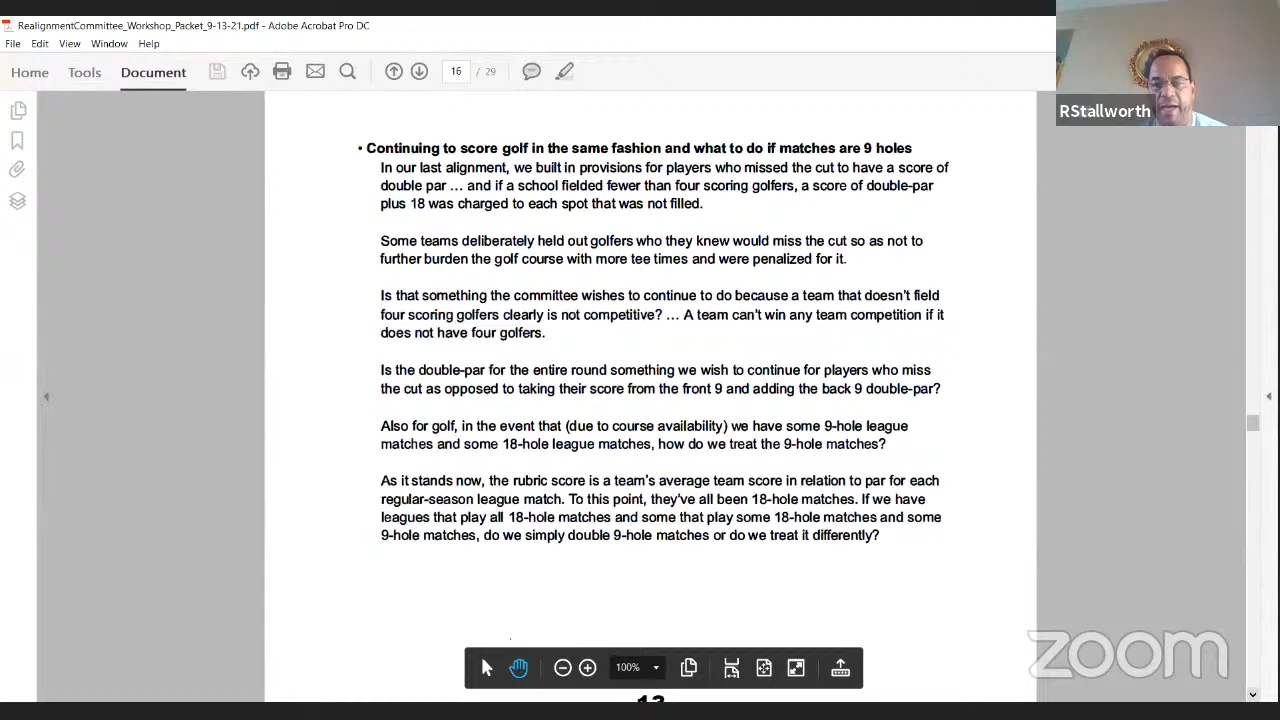 RealignmentCommittee_Workshop_Packet_9-13-21.pdf - Adobe Acrobat Pro DC
File Edit View Window Help
Home Tools Document 16 / 29
RStallworth
• Continuing to score golf in the same fashion and what to do if matches are 9 holes
In our last alignment, we built in provisions for players who missed the cut to have a score of
double par … and if a school fielded fewer than four scoring golfers, a score of double-par
plus 18 was charged to each spot that was not filled.
Some teams deliberately held out golfers who they knew would miss the cut so as not to
further burden the golf course with more tee times and were penalized for it.
Is that something the committee wishes to continue to do because a team that doesn't field
four scoring golfers clearly is not competitive? … A team can't win any team competition if it
does not have four golfers.
Is the double-par for the entire round something we wish to continue for players who miss
the cut as opposed to taking their score from the front 9 and adding the back 9 double-par?
Also for golf, in the event that (due to course availability) we have some 9-hole league
matches and some 18-hole league matches, how do we treat the 9-hole matches?
As it stands now, the rubric score is a team's average team score in relation to par for each
regular-season league match. To this point, they've all been 18-hole matches. If we have
leagues that play all 18-hole matches and some that play some 18-hole matches and some
9-hole matches, do we simply double 9-hole matches or do we treat it differently?
100%
zoom